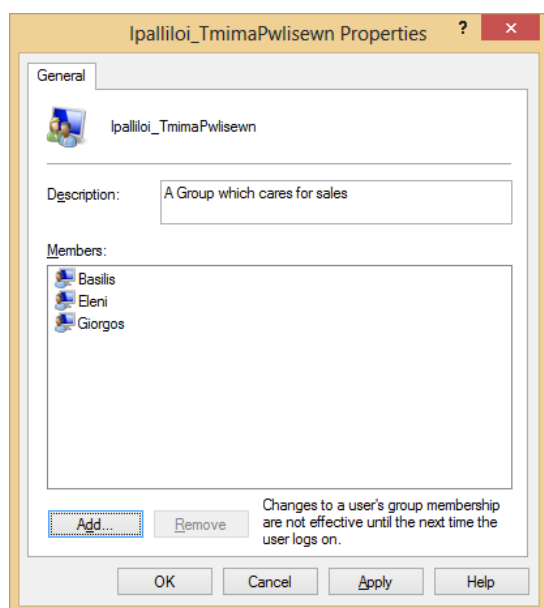 Ipalliloi_TmimaPwlisewn Properties
?
×
General
Ipalliloi_TmimaPwlisewn
Description:
A Group which cares for sales
Members:
Basilis
Eleni
Giorgos
Add...
Remove
Changes to a user's group membership
are not effective until the next time the
user logs on.
OK
Cancel
Apply
Help